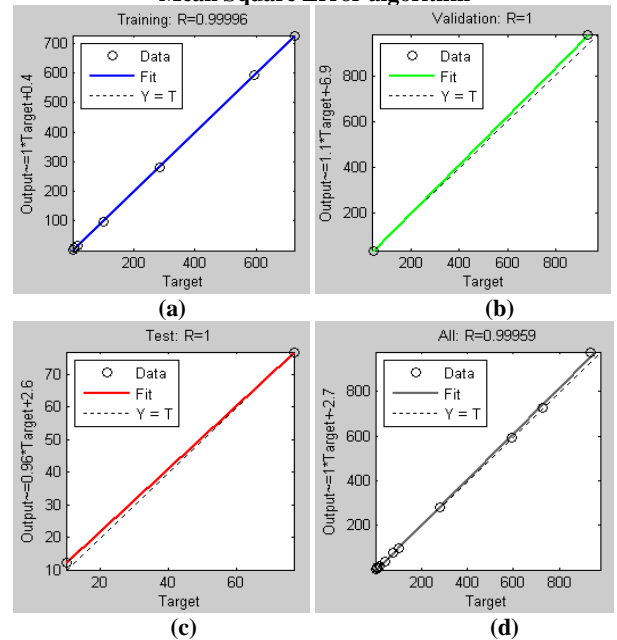 Mean Square Error algorithm
Training: R=0.99996
Output~=1*Target+0.4
700
600
500
400
300
200
100
Data
Fit
Y = T
200
400
600
Target
(a)
Validation: R=1
Output~=1.1*Target+-6.9
800
600
400
200
Data
Fit
Y = T
200
400
600
800
Target
(b)
Test: R=1
Output~=0.96*Target+2.6
70
60
50
40
30
20
10
Data
Fit
Y = T
20
40
60
Target
(c)
All: R=0.99959
Output~=1*Target+-2.7
800
600
400
200
Data
Fit
Y = T
200
400
600
800
Target
(d)